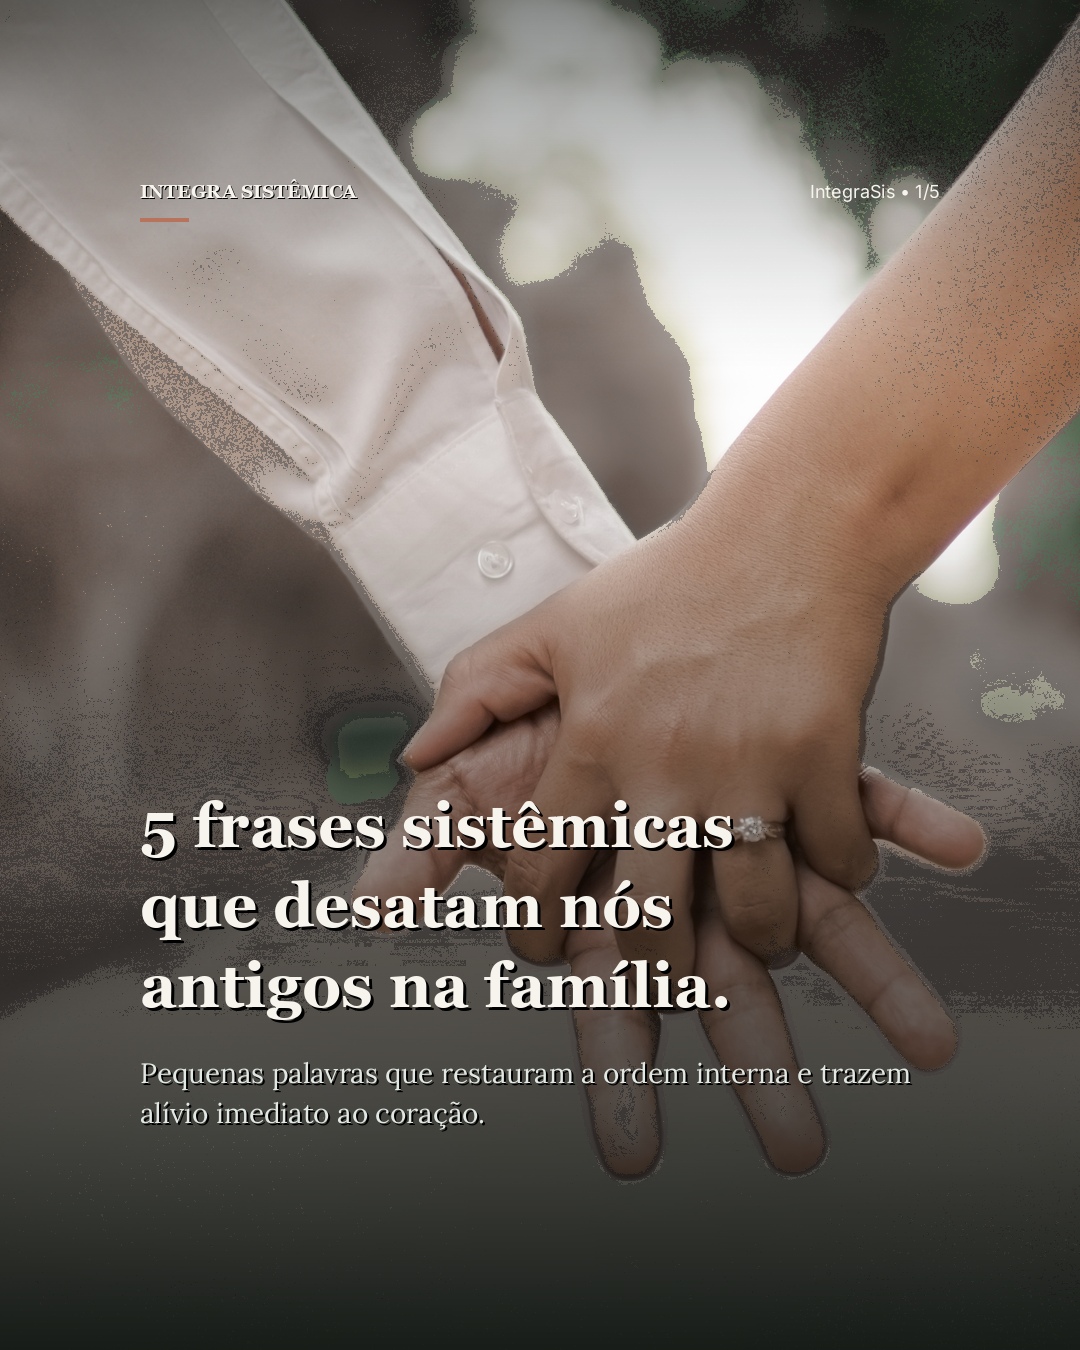 INTEGRA SISTÊMICA
IntegraSis • 1/5
5 frases sistêmicas
que desatam nós
antigos na família.
Pequenas palavras que restauram a ordem interna e trazem
alívio imediato ao coração.